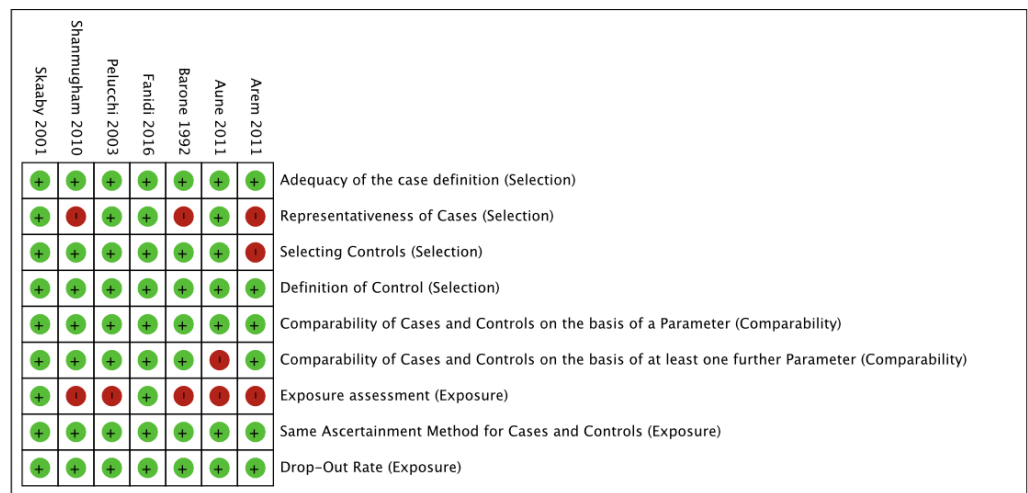 Skaaby 2001
Shanmugham 2010
Pelucchi 2003
Fanidi 2016
Barone 1992
Aune 2011
Arem 2011
+ + + + + + + Adequacy of the case definition (Selection)
+ - + + - + - Representativeness of Cases (Selection)
+ + + + + + - Selecting Controls (Selection)
+ + + + + + + Definition of Control (Selection)
+ + + + + + + Comparability of Cases and Controls on the basis of a Parameter (Comparability)
+ + + + + - + Comparability of Cases and Controls on the basis of at least one further Parameter (Comparability)
+ - - + - - - Exposure assessment (Exposure)
+ + + + + + + Same Ascertainment Method for Cases and Controls (Exposure)
+ + + + + + + Drop-Out Rate (Exposure)